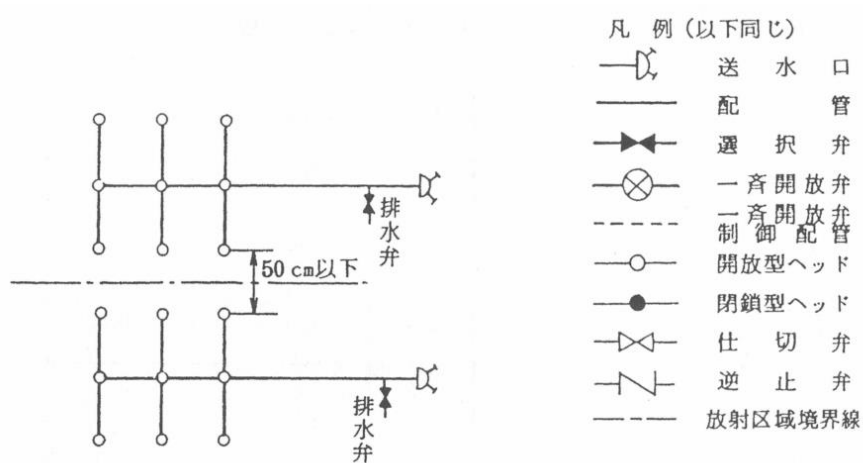 排水弁
50cm以下
排水弁
凡 例 (以下同じ)
送 水 口
配 管
選 択 弁
一斉開放弁
一斉開放弁
制御配管
開放型ヘッド
閉鎖型ヘッド
仕 切 弁
逆 止 弁
放射区域境界線